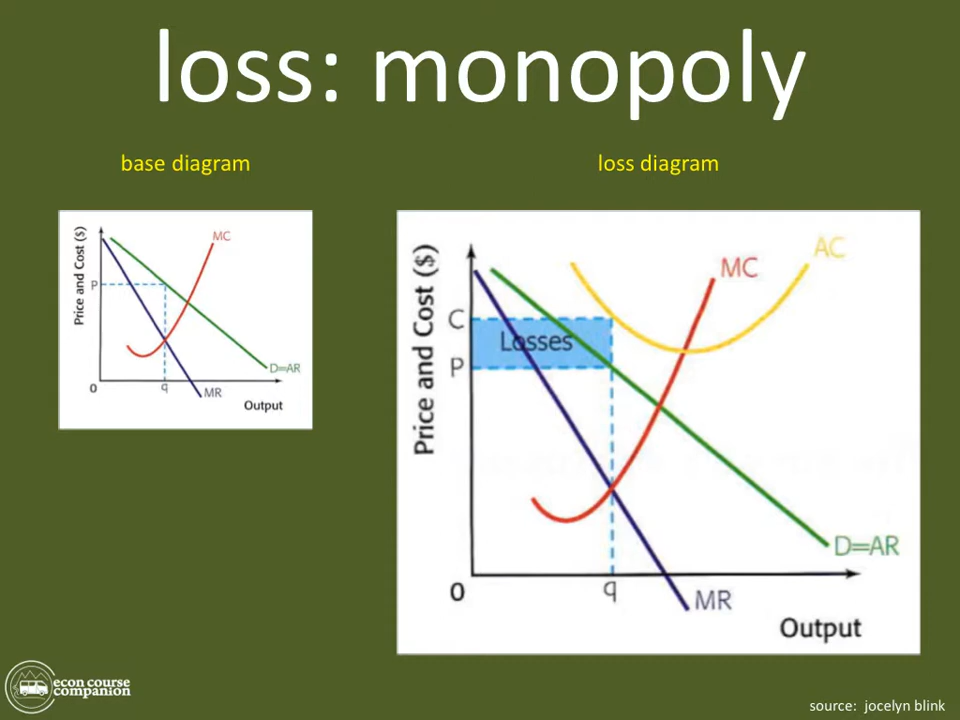 loss: monopoly
base diagram
loss diagram
Price and Cost ($)
MC
P
D=AR
0
q
MR
Output
Price and Cost ($)
AC
MC
C
Losses
P
D=AR
0
q
MR
Output
econ course
companion
source: jocelyn blink